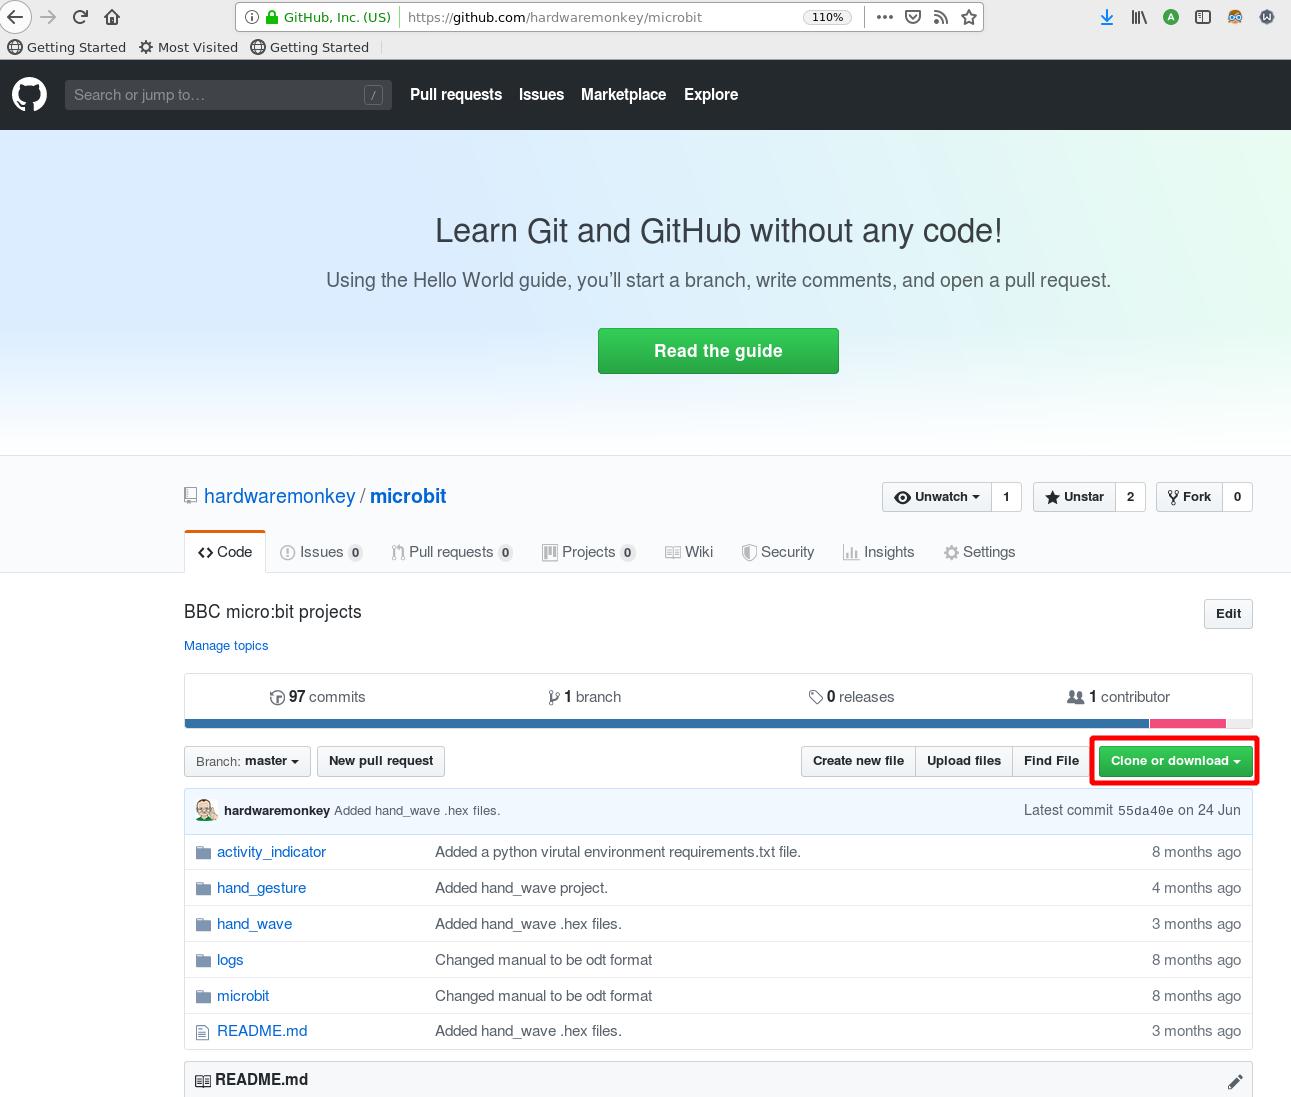 GitHub, Inc. (US) https://github.com/hardwaremonkey/microbit 110%
Getting Started Most Visited Getting Started
Search or jump to… / Pull requests Issues Marketplace Explore
Learn Git and GitHub without any code!
Using the Hello World guide, you’ll start a branch, write comments, and open a pull request.
Read the guide
hardwaremonkey / microbit Unwatch 1 Unstar 2 Fork 0
Code Issues 0 Pull requests 0 Projects 0 Wiki Security Insights Settings
BBC micro:bit projects Edit
Manage topics
97 commits 1 branch 0 releases 1 contributor
Branch: master New pull request Create new file Upload files Find File Clone or download
hardwaremonkey Added hand_wave .hex files. Latest commit 55da40e on 24 Jun
activity_indicator Added a python virutal environment requirements.txt file. 8 months ago
hand_gesture Added hand_wave project. 4 months ago
hand_wave Added hand_wave .hex files. 3 months ago
logs Changed manual to be odt format 8 months ago
microbit Changed manual to be odt format 8 months ago
README.md Added hand_wave .hex files. 3 months ago
README.md